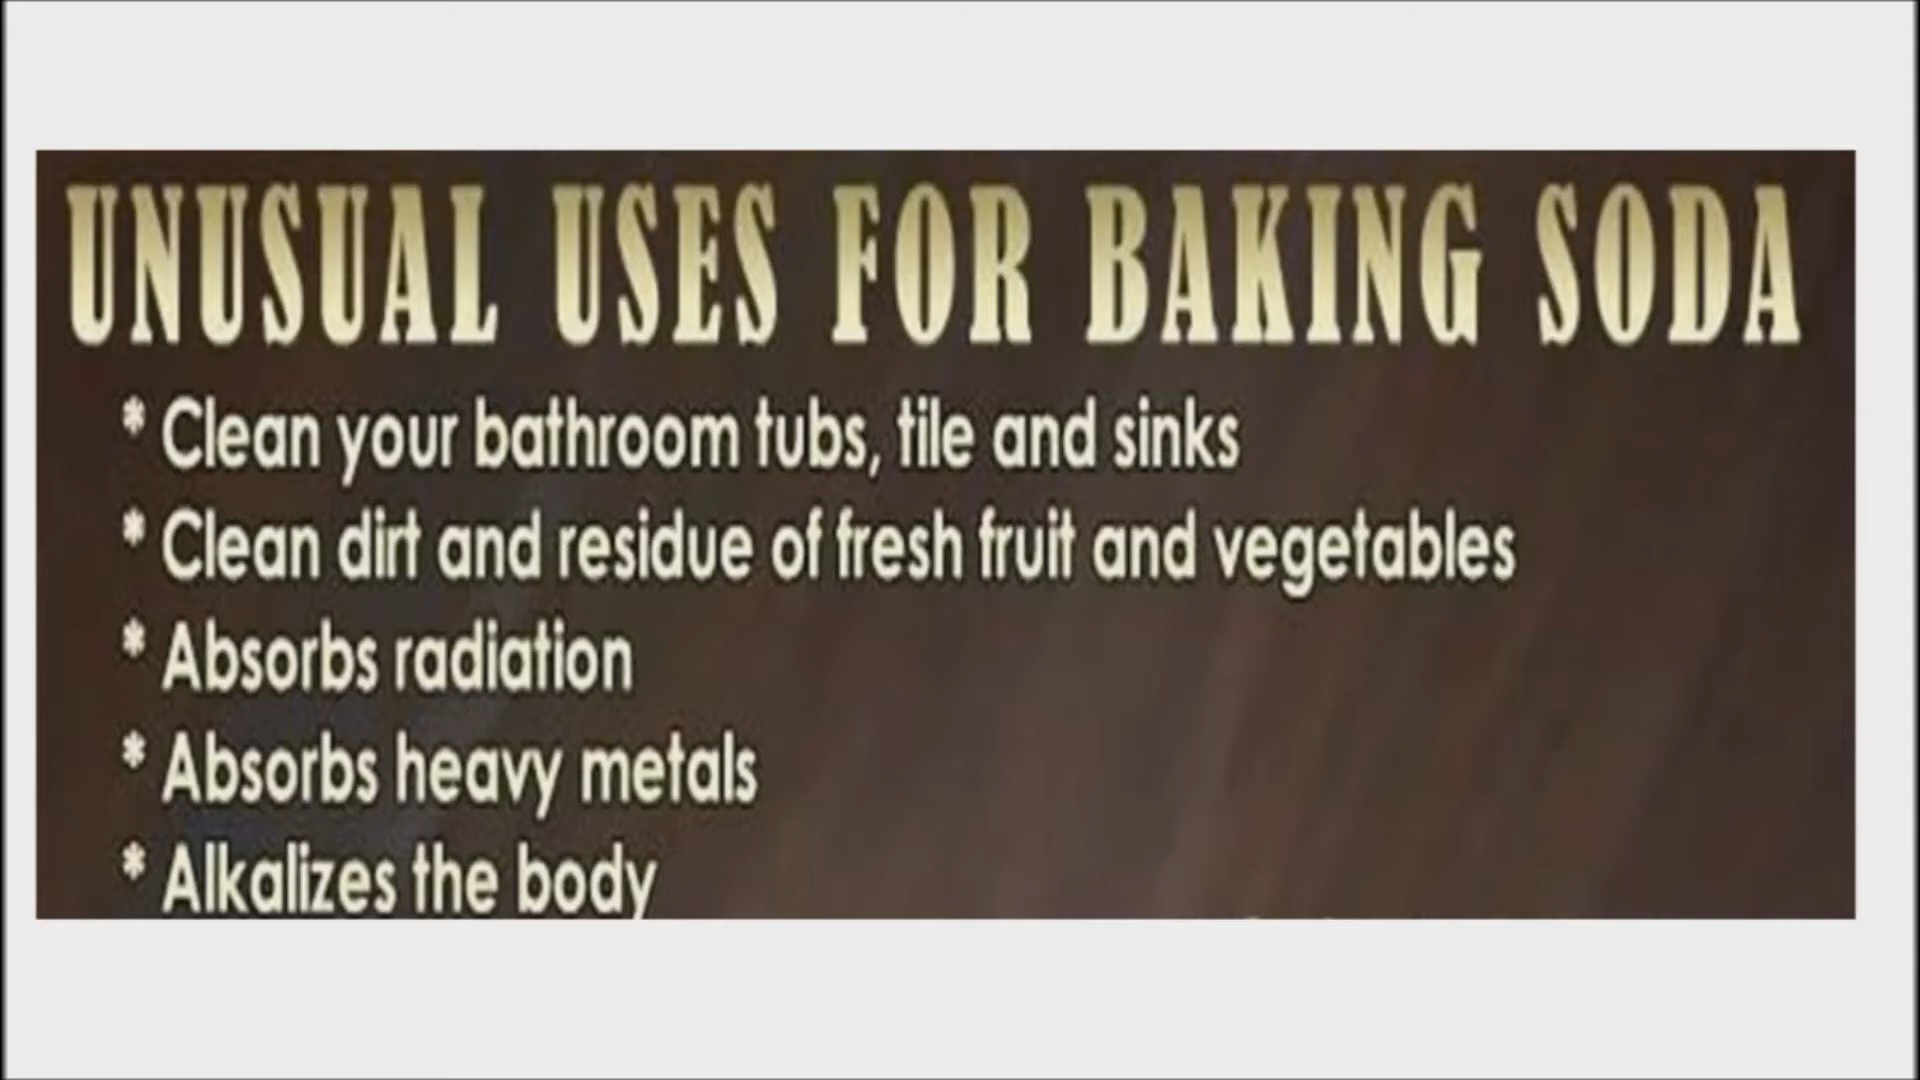 UNUSUAL USES FOR BAKING SODA
* Clean your bathroom tubs, tile and sinks
* Clean dirt and residue of fresh fruit and vegetables
* Absorbs radiation
* Absorbs heavy metals
* Alkalizes the body